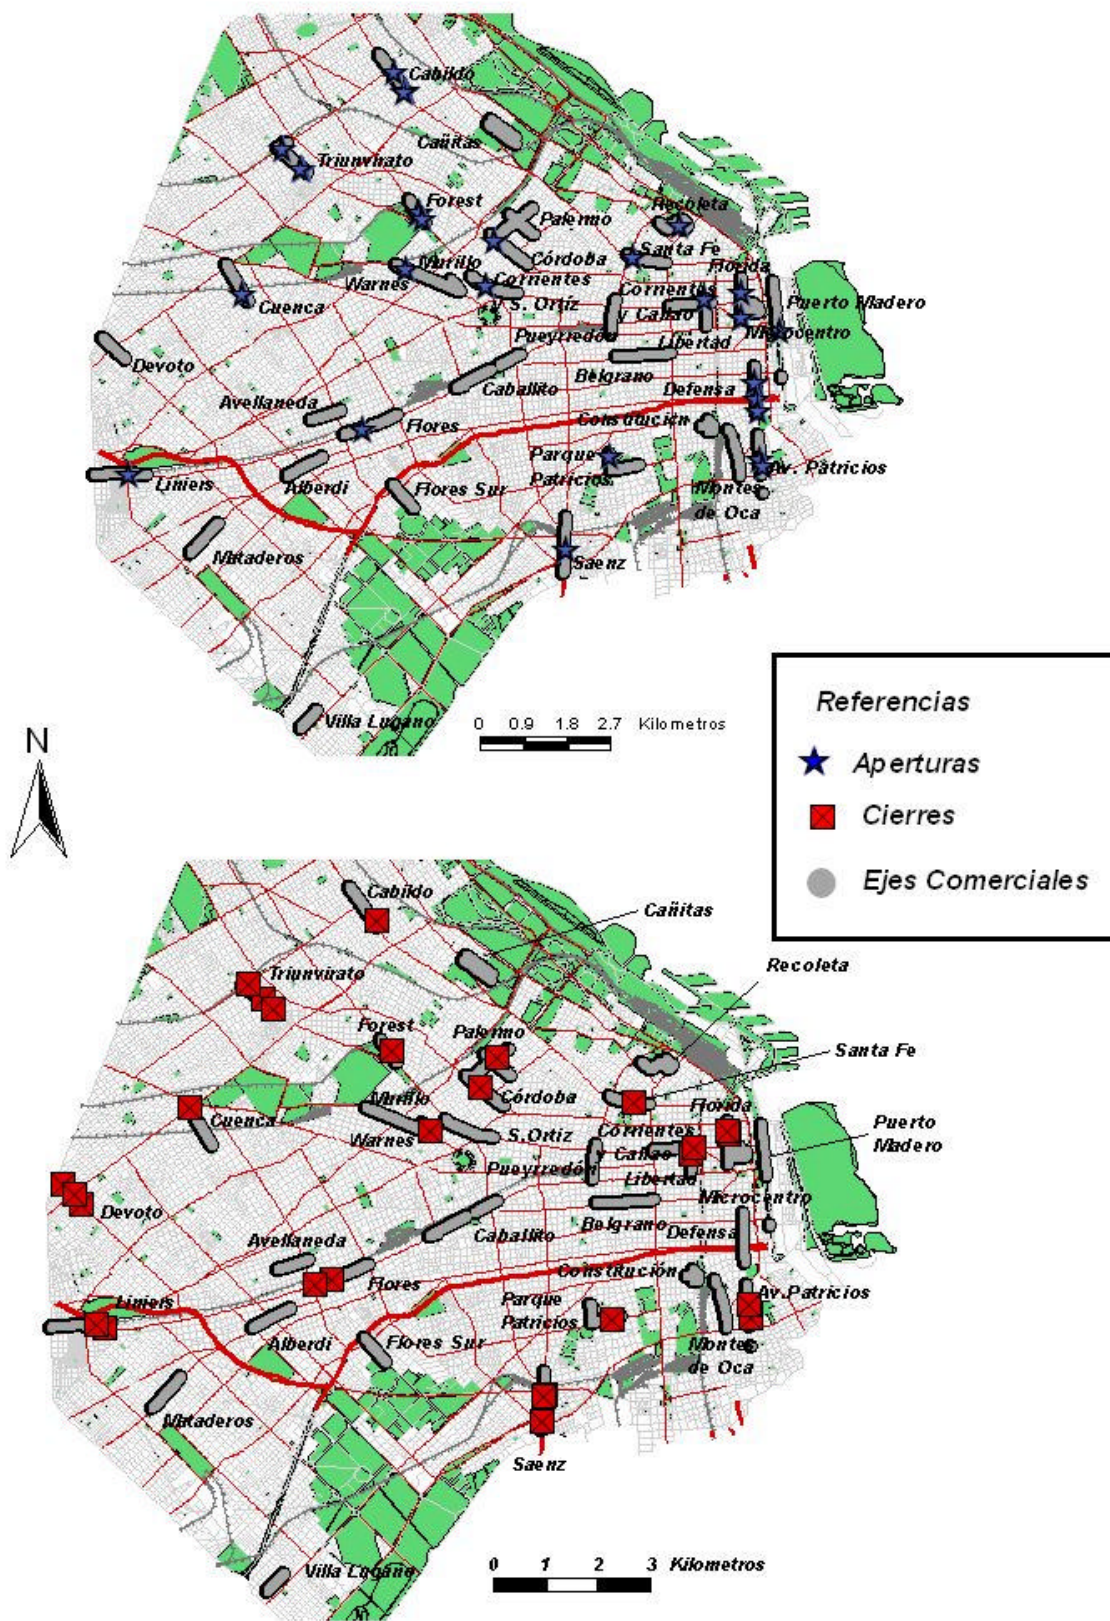 Cabildo
Cañitas
Triunvirato
Forest
Recoleta
Palermo
Santa Fe
Córdoba
Murillo
Florida
Warnes
Corrientes
Corrientes
Cuenca
y S. Ortíz
y Callao
Puerto Madero
Pueyrredón
Libertad
Microcentro
Devoto
Belgrano
Caballito
Defensa
Avellaneda
Flores
Constitución
Parque
Patricios
Av. Patricios
Liniers
Alberdi
Flores Sur
Montes
de Oca
Mataderos
Saenz
Villa Lugano
0 0.9 1.8 2.7 Kilometros
Referencias
Aperturas
Cierres
Ejes Comerciales
N
Cabildo
Cañitas
Recoleta
Triunvirato
Forest
Palermo
Santa Fe
Murillo
Córdoba
Florida
Cuenca
Warnes
S.Ortíz
Corrientes
y Callao
Puerto
Madero
Pueyrredón
Libertad
Microcentro
Devoto
Belgrano
Defensa
Avellaneda
Caballito
Flores
Constitución
Liniers
Parque
Patricios
Av.Patricios
Alberdi
Flores Sur
Montes
de Oca
Mataderos
Saenz
Villa Lugano
0 1 2 3 Kilometros